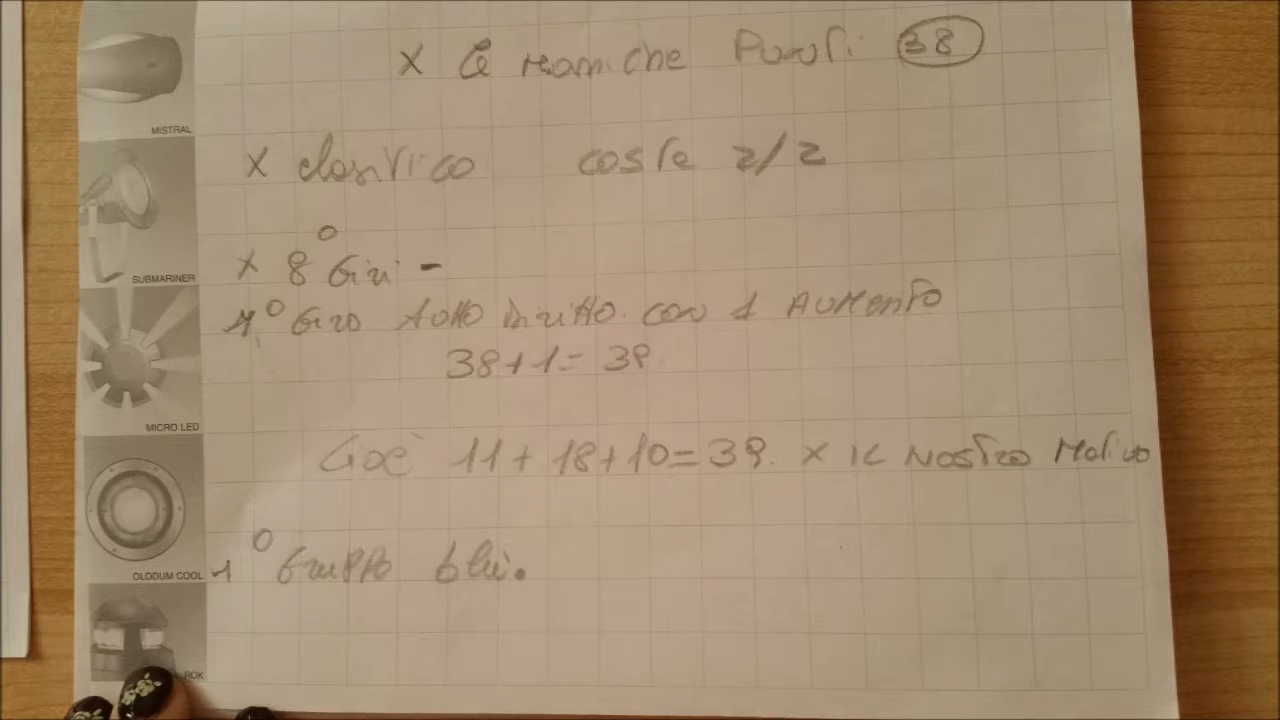 MISTRAL
x le maniche Punti 38
x elastico coste 2/2
SUBMARINER
x 8° Giri -
1° Giro tutto diritto con 1 AUMENTO
38+1= 39
MICRO LED
Cioè 11+18+10=39. x il NOSTRO Motivo
OLODUM COOL
1° Gruppo blu.
ROK